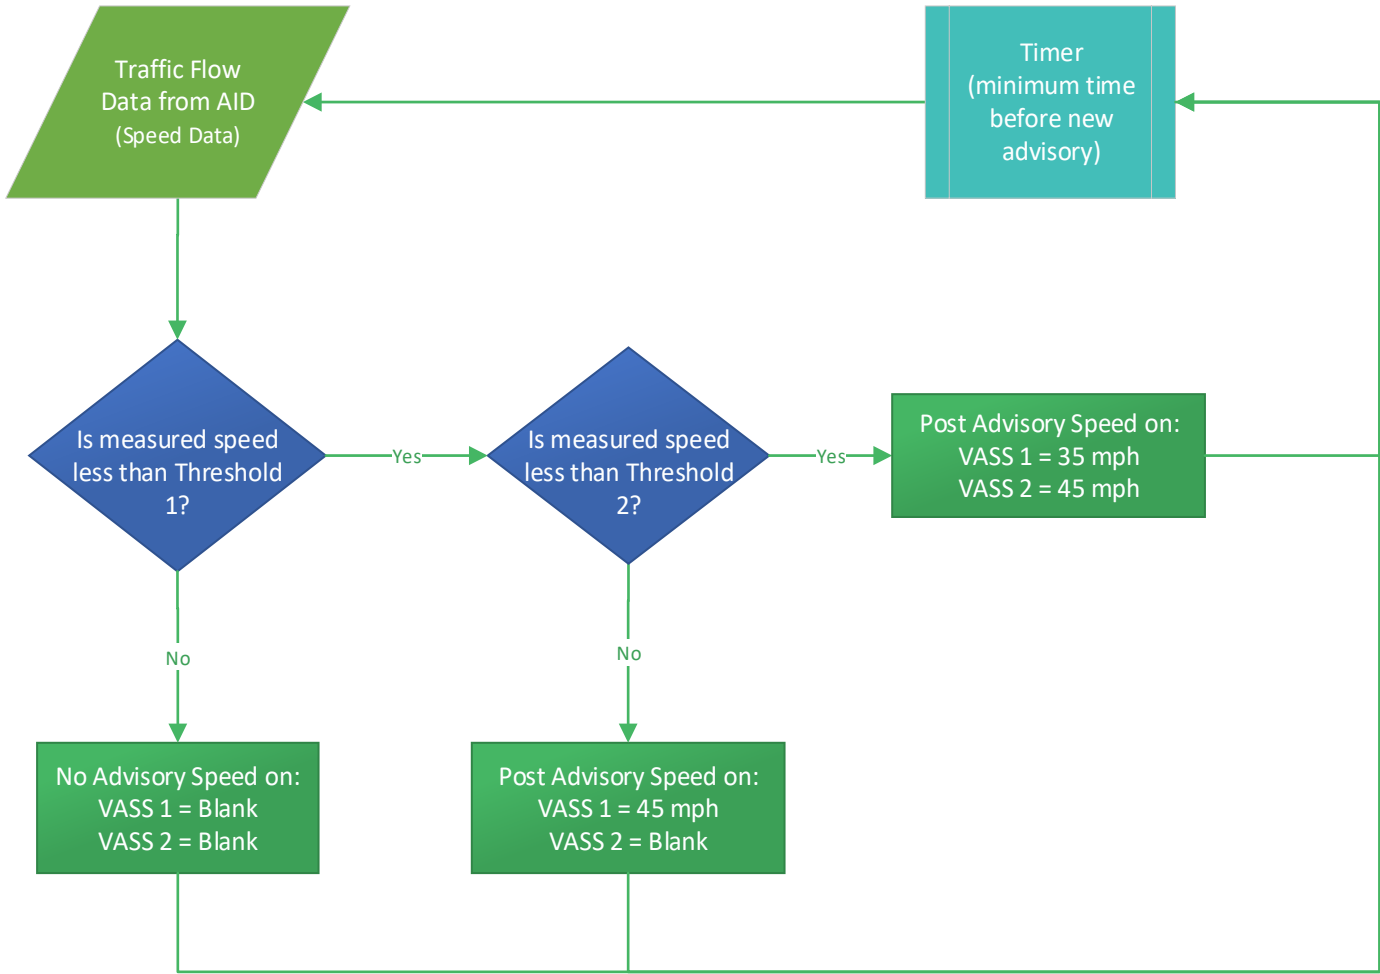 Traffic Flow
Data from AID
(Speed Data)
Timer
(minimum time
before new
advisory)
Is measured speed
less than Threshold
1?
Yes
Is measured speed
less than Threshold
2?
Yes
Post Advisory Speed on:
VASS 1 = 35 mph
VASS 2 = 45 mph
No
No
No Advisory Speed on:
VASS 1 = Blank
VASS 2 = Blank
Post Advisory Speed on:
VASS 1 = 45 mph
VASS 2 = Blank